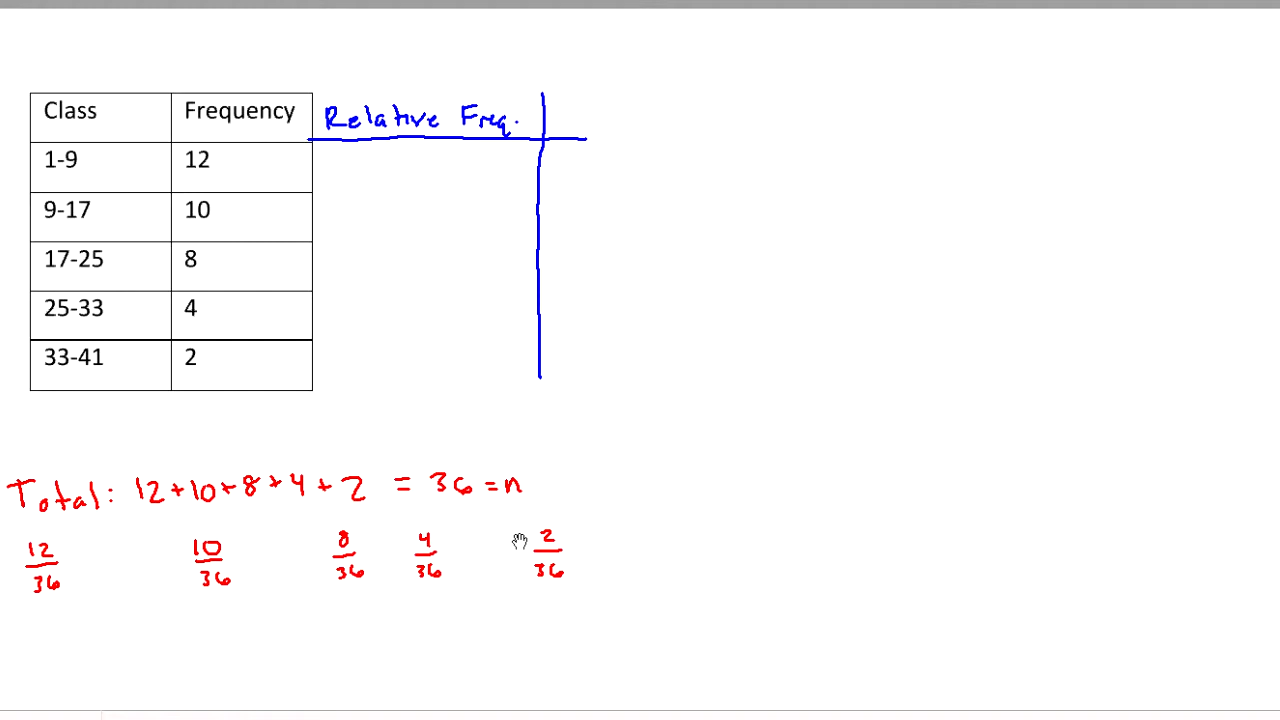 Class Frequency Relative Freq.
1-9 12
9-17 10
17-25 8
25-33 4
33-41 2
Total: 12+10+8+4+2 = 36 = n
12/36 10/36 8/36 4/36 2/36